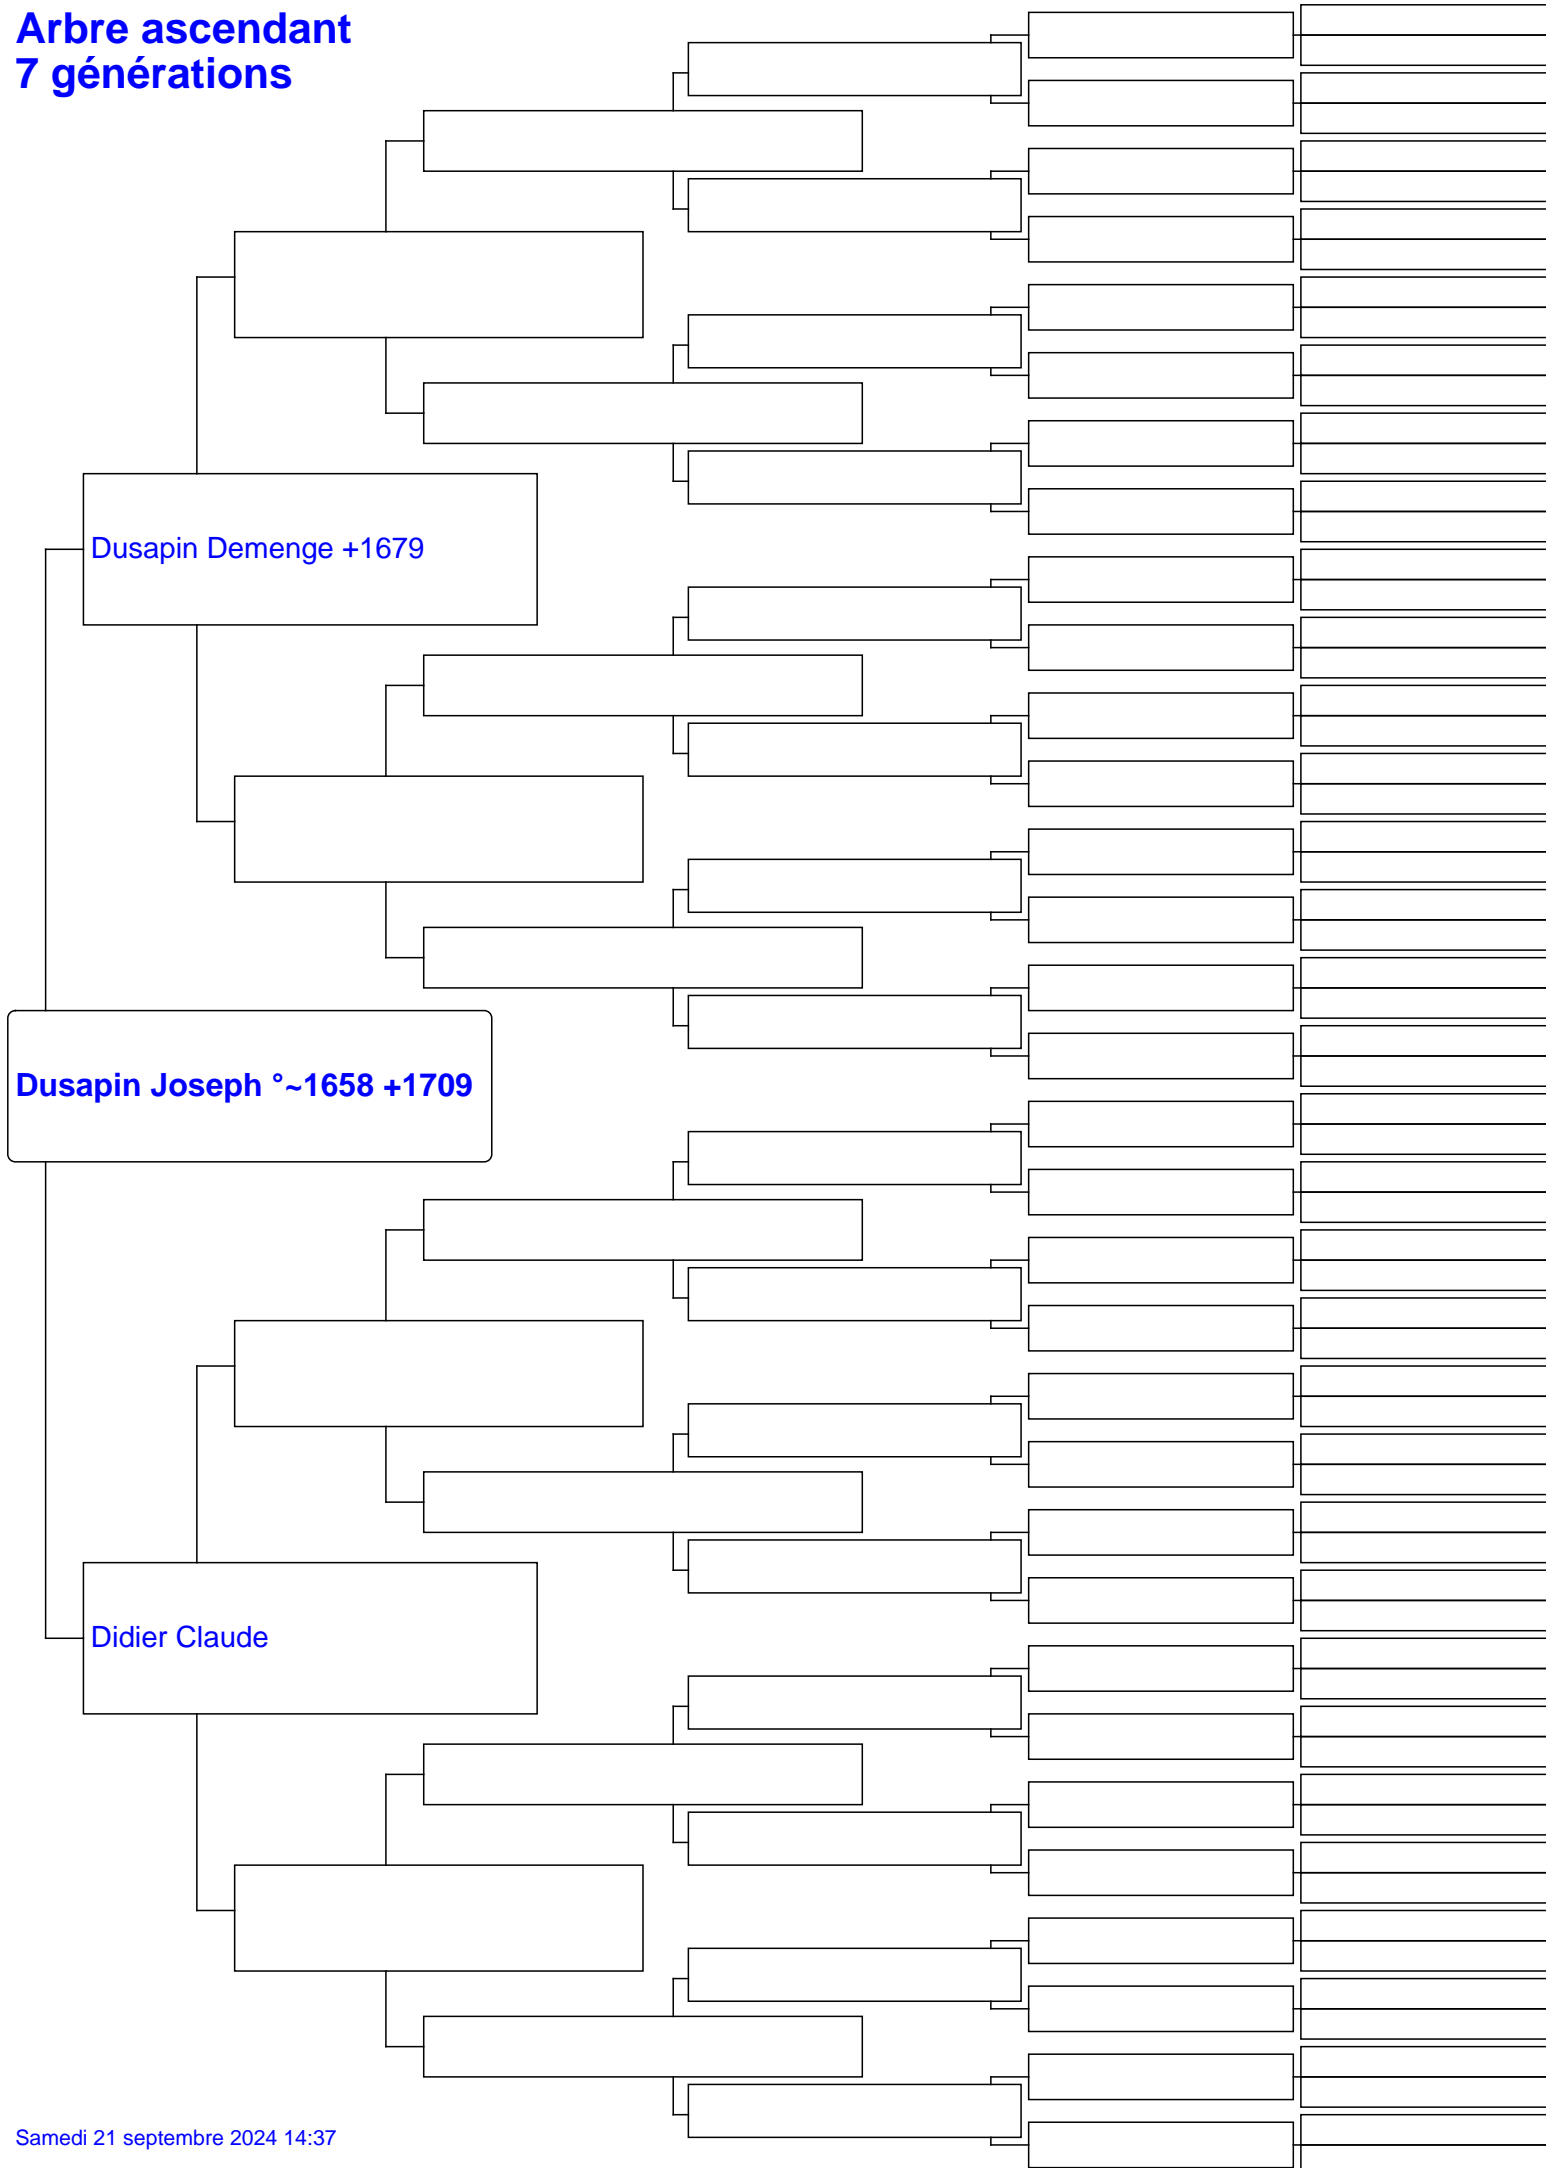 Arbre ascendant
7 générations
Dusapin Demenge +1679
Dusapin Joseph °~1658 +1709
Didier Claude
Samedi 21 septembre 2024 14:37